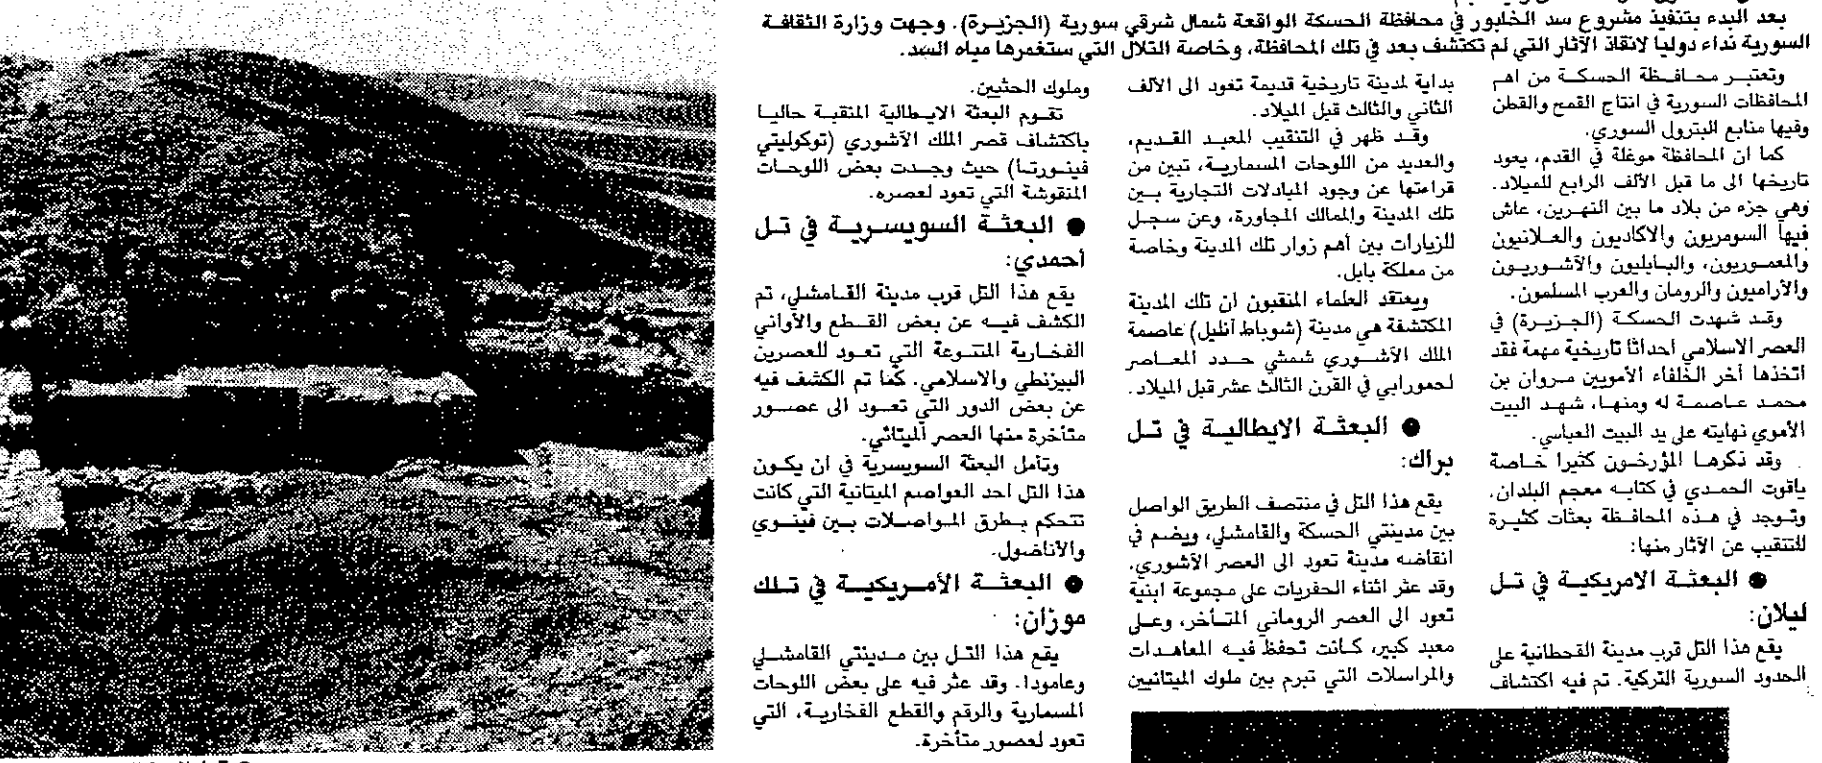 بعد البدء بتنفيذ مشروع سد الخابور في محافظة الحسكة الواقعة شمال شرقي سورية (الجزيرة). وجهت وزارة الثقافة
السورية نداء دوليا لانقاذ الآثار التي لم تكتشف بعد في تلك المحافظة، وخاصة التلال التي ستغمرها مياه السد.
وتعتبر محافظة الحسكة من اهم
المحافظات السورية في انتاج القمح والقطن
وفيها منابع البترول السوري.
كما ان المحافظة موغلة في القدم، يعود
تاريخها الى ما قبل الألف الرابع للميلاد.
وهي جزء من بلاد ما بين النهرين، عاش
فيها السومريون والاكاديون والعلانيون
والمعموريون، والبابليون والآشوريون
والآراميون والرومان والعرب المسلمون.
وقد شهدت الحسكة (الجزيرة) في
العصر الاسلامي احداثا تاريخية مهمة فقد
اتخذها أخر الخلفاء الأمويين مروان بن
محمد عاصمة له ومنها، شهد البيت
الأموي نهايته على يد البيت العباسي.
وقد ذكرها المؤرخون كثيرا خاصة
ياقوت الحمدي في كتابه معجم البلدان.
وتوجد في هذه المحافظة بعثات كثيرة
للتنقيب عن الآثار منها:
● البعثة الامريكية في تل
ليلان:
يقع هذا التل قرب مدينة القحطانية على
الحدود السورية التركية. تم فيه اكتشاف
بداية لمدينة تاريخية قديمة تعود الى الألف
الثاني والثالث قبل الميلاد.
وقد ظهر في التنقيب المعبد القديم،
والعديد من اللوحات المسمارية، تبين من
قراءتها عن وجود المبادلات التجارية بين
تلك المدينة والممالك المجاورة، وعن سجل
للزيارات بين أهم زوار تلك المدينة وخاصة
من مملكة بابل.
ويعتقد العلماء المنقبون ان تلك المدينة
المكتشفة هي مدينة (شوباط أنليل) عاصمة
الملك الآشوري شمشي حدد المعاصر
لحمورابي في القرن الثالث عشر قبل الميلاد.
● البعثة الايطالية في تل
براك:
يقع هذا التل في منتصف الطريق الواصل
بين مدينتي الحسكة والقامشلي، ويضم في
انقاضه مدينة تعود الى العصر الآشوري.
وقد عثر اثناء الحفريات على مجموعة ابنية
تعود الى العصر الروماني المتأخر، وعلى
معبد كبير، كانت تحفظ فيه المعاهدات
والمراسلات التي تبرم بين ملوك الميتانيين
وملوك الحثيين.
تقوم البعثة الايطالية المنقبة حاليا
باكتشاف قصر الملك الآشوري (توكوليتي
فينورتا) حيث وجدت بعض اللوحات
المنقوشة التي تعود لعصره.
● البعثة السويسرية في تل
أحمدي:
يقع هذا التل قرب مدينة القامشلي، تم
الكشف فيه عن بعض القطع والأواني
الفخارية المتنوعة التي تعود للعصرين
البيزنطي والاسلامي. كما تم الكشف فيه
عن بعض الدور التي تعود الى عصور
متأخرة منها العصر الميتاني.
وتأمل البعثة السويسرية في ان يكون
هذا التل احد العواصم الميتانية التي كانت
تتحكم بطرق المواصلات بين فينوي
والأناضول.
● البعثة الأمريكية في تلك
موزان:
يقع هذا التل بين مدينتي القامشلي
وعامودا. وقد عثر فيه على بعض اللوحات
المسمارية والرقم والقطع الفخارية، التي
تعود لعصور متأخرة.